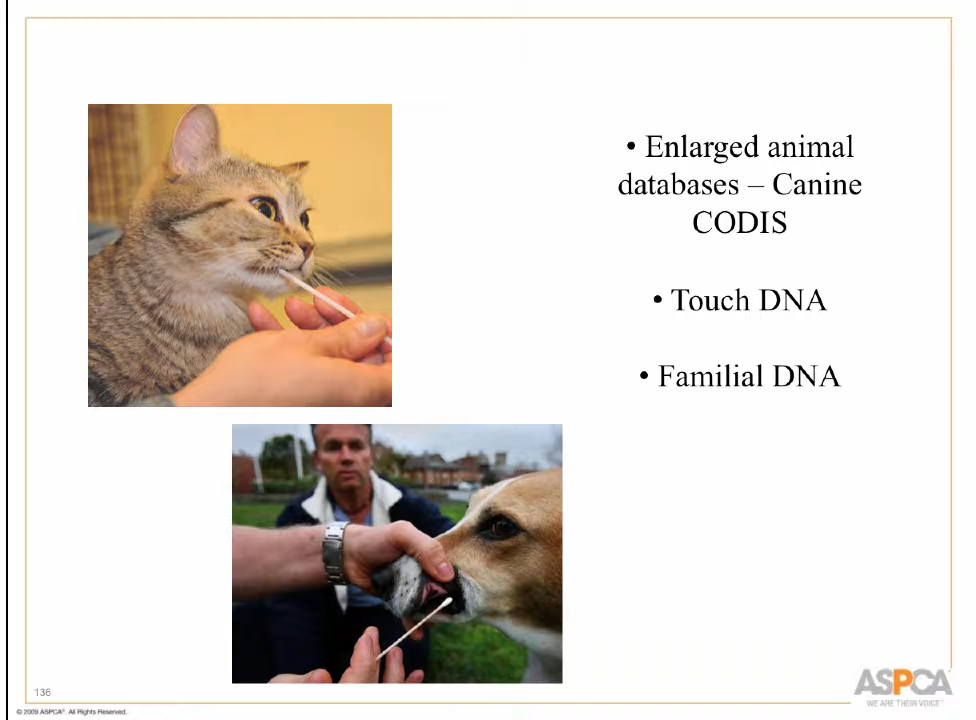 • Enlarged animal
databases – Canine
CODIS
• Touch DNA
• Familial DNA
136
ASPCA
WE ARE THEIR VOICE™
© 2009 ASPCA®. All Rights Reserved.